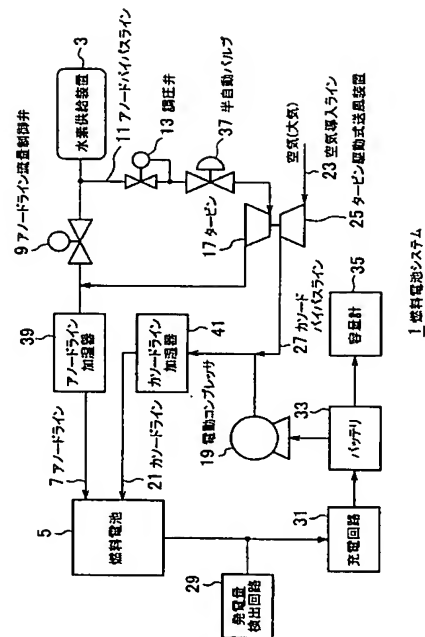 3
水素供給装置
11 アノードバイパスライン
13 調圧弁
37 半自動バルブ
9 アノードライン流量制御弁
空気(大気)
23 空気導入ライン
25 タービン駆動式送風装置
17 タービン
39
アノードライン
加湿器
41
カソードライン
加湿器
27 カソード
バイパスライン
7 アノードライン
21 カソードライン
19 電動コンプレッサ
35
容量計
33
バッテリ
5
燃料電池
31
充電回路
29
発電量
検出回路
1 燃料電池システム